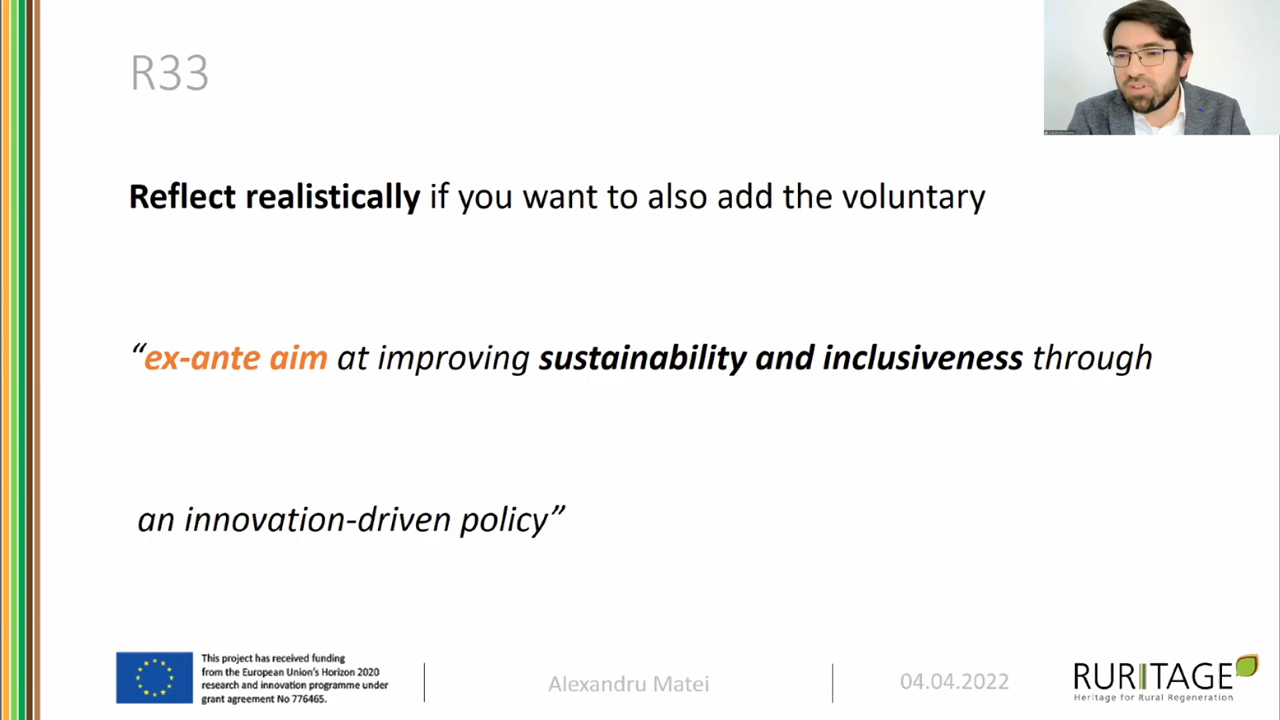 R33
Reflect realistically if you want to also add the voluntary
“ex-ante aim at improving sustainability and inclusiveness through
an innovation-driven policy”
This project has received funding
from the European Union’s Horizon 2020
research and innovation programme under
grant agreement No 776465.
Alexandru Matei
04.04.2022
RURITAGE
Heritage for Rural Regeneration